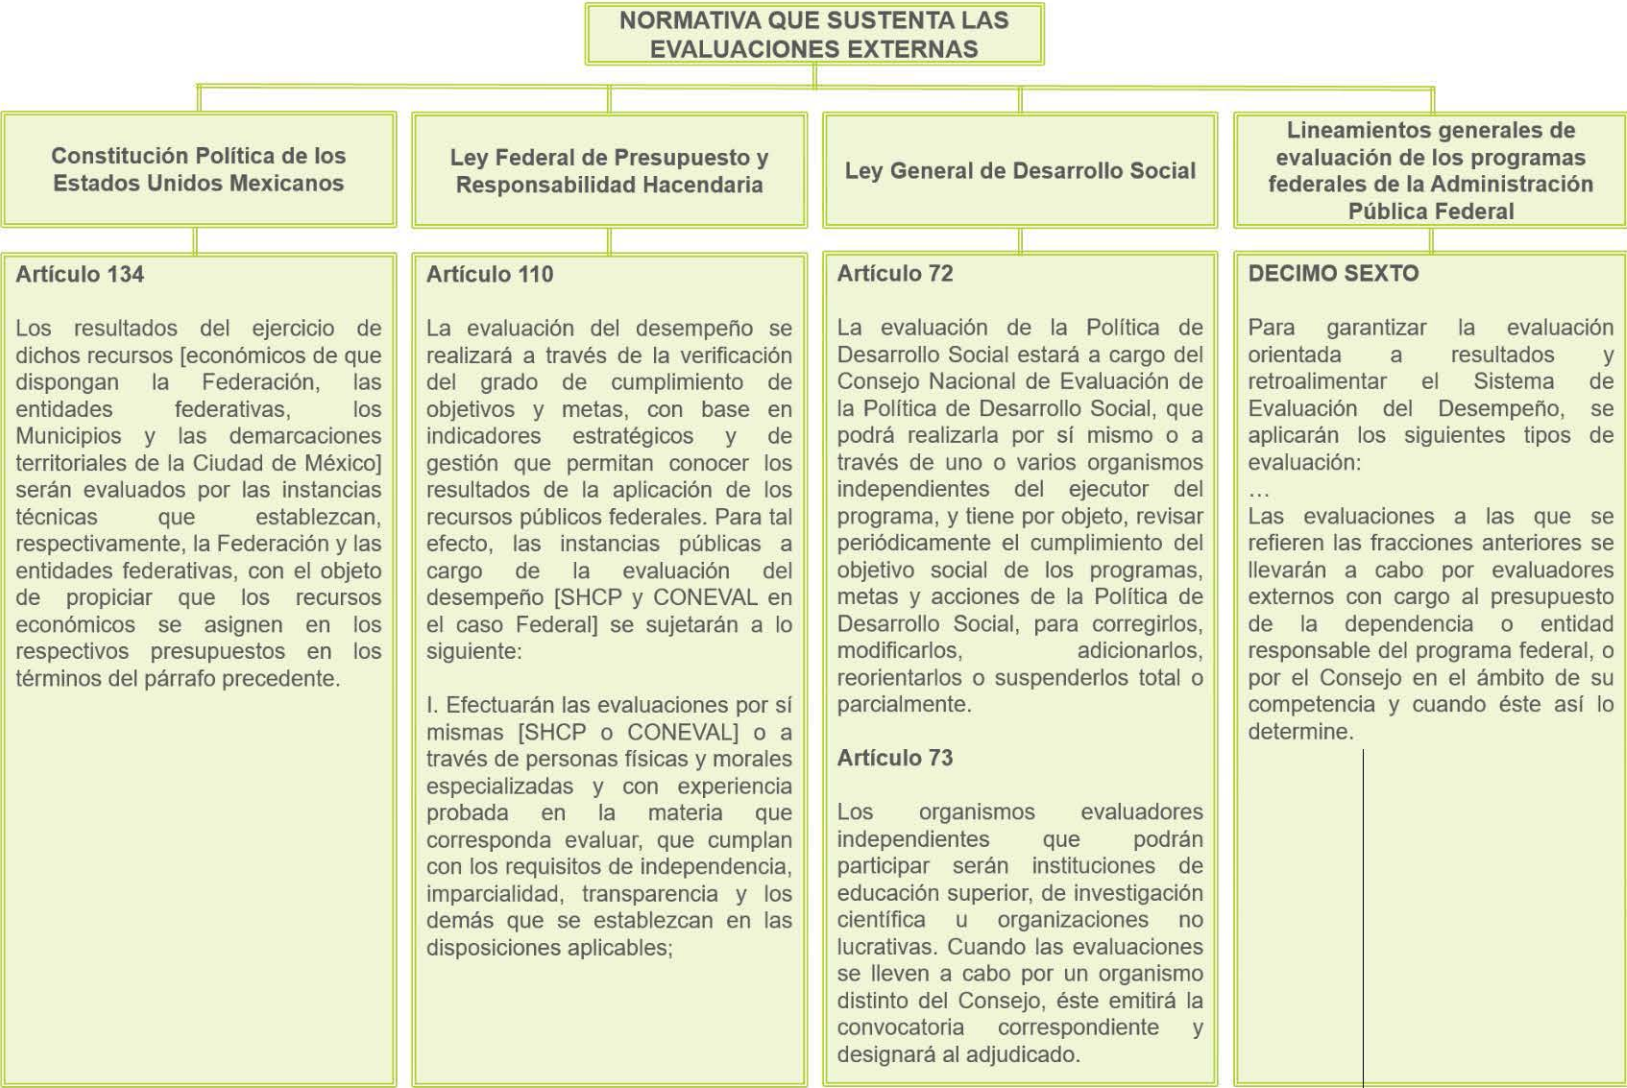 NORMATIVA QUE SUSTENTA LAS
EVALUACIONES EXTERNAS
Constitución Política de los
Estados Unidos Mexicanos
Ley Federal de Presupuesto y
Responsabilidad Hacendaria
Ley General de Desarrollo Social
Lineamientos generales de
evaluación de los programas
federales de la Administración
Pública Federal
Artículo 134
Los resultados del ejercicio de
dichos recursos [económicos de que
dispongan la Federación, las
entidades federativas, los
Municipios y las demarcaciones
territoriales de la Ciudad de México]
serán evaluados por las instancias
técnicas que establezcan,
respectivamente, la Federación y las
entidades federativas, con el objeto
de propiciar que los recursos
económicos se asignen en los
respectivos presupuestos en los
términos del párrafo precedente.
Artículo 110
La evaluación del desempeño se
realizará a través de la verificación
del grado de cumplimiento de
objetivos y metas, con base en
indicadores estratégicos y de
gestión que permitan conocer los
resultados de la aplicación de los
recursos públicos federales. Para tal
efecto, las instancias públicas a
cargo de la evaluación del
desempeño [SHCP y CONEVAL en
el caso Federal] se sujetarán a lo
siguiente:
I. Efectuarán las evaluaciones por sí
mismas [SHCP o CONEVAL] o a
través de personas físicas y morales
especializadas y con experiencia
probada en la materia que
corresponda evaluar, que cumplan
con los requisitos de independencia,
imparcialidad, transparencia y los
demás que se establezcan en las
disposiciones aplicables;
Artículo 72
La evaluación de la Política de
Desarrollo Social estará a cargo del
Consejo Nacional de Evaluación de
la Política de Desarrollo Social, que
podrá realizarla por sí mismo o a
través de uno o varios organismos
independientes del ejecutor del
programa, y tiene por objeto, revisar
periódicamente el cumplimiento del
objetivo social de los programas,
metas y acciones de la Política de
Desarrollo Social, para corregirlos,
modificarlos, adicionarlos,
reorientarlos o suspenderlos total o
parcialmente.
Artículo 73
Los organismos evaluadores
independientes que podrán
participar serán instituciones de
educación superior, de investigación
científica u organizaciones no
lucrativas. Cuando las evaluaciones
se lleven a cabo por un organismo
distinto del Consejo, éste emitirá la
convocatoria correspondiente y
designará al adjudicado.
DECIMO SEXTO
Para garantizar la evaluación
orientada a resultados y
retroalimentar el Sistema de
Evaluación del Desempeño, se
aplicarán los siguientes tipos de
evaluación:
…
Las evaluaciones a las que se
refieren las fracciones anteriores se
llevarán a cabo por evaluadores
externos con cargo al presupuesto
de la dependencia o entidad
responsable del programa federal, o
por el Consejo en el ámbito de su
competencia y cuando éste así lo
determine.